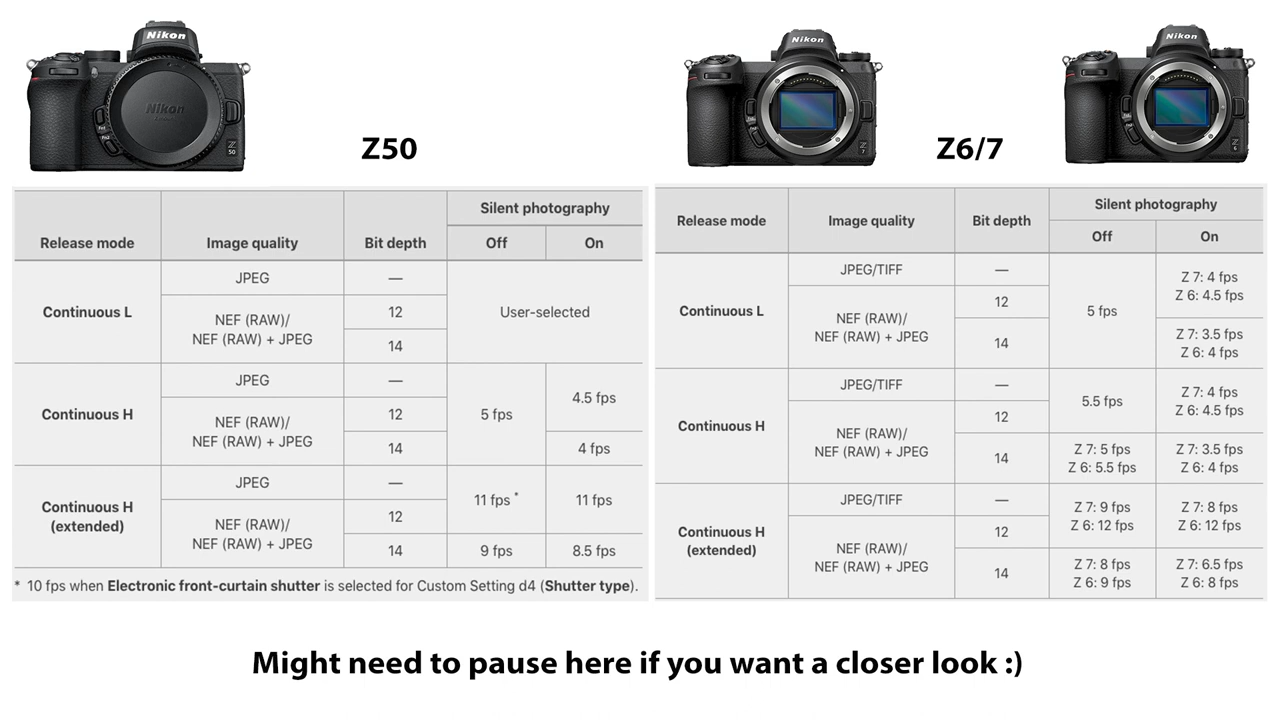 Nikon
Nikon
Z
50
Fn1
Fn2
Z50
Nikon
Z
7
Z6/7
Nikon
Z
6
Release mode
Image quality
Bit depth
Silent photography
Off
On
Continuous L
JPEG
—
NEF (RAW)/
NEF (RAW) + JPEG
12
14
User-selected
Continuous H
JPEG
—
NEF (RAW)/
NEF (RAW) + JPEG
12
14
5 fps
4.5 fps
4 fps
Continuous H
(extended)
JPEG
—
NEF (RAW)/
NEF (RAW) + JPEG
12
14
11 fps *
11 fps
9 fps
8.5 fps
* 10 fps when Electronic front-curtain shutter is selected for Custom Setting d4 (Shutter type).
Release mode
Image quality
Bit depth
Silent photography
Off
On
Continuous L
JPEG/TIFF
—
NEF (RAW)/
NEF (RAW) + JPEG
12
14
5 fps
Z 7: 4 fps
Z 6: 4.5 fps
Z 7: 3.5 fps
Z 6: 4 fps
Continuous H
JPEG/TIFF
—
NEF (RAW)/
NEF (RAW) + JPEG
12
14
5.5 fps
Z 7: 4 fps
Z 6: 4.5 fps
Z 7: 5 fps
Z 6: 5.5 fps
Z 7: 3.5 fps
Z 6: 4 fps
Continuous H
(extended)
JPEG/TIFF
—
NEF (RAW)/
NEF (RAW) + JPEG
12
14
Z 7: 9 fps
Z 6: 12 fps
Z 7: 8 fps
Z 6: 12 fps
Z 7: 8 fps
Z 6: 9 fps
Z 7: 6.5 fps
Z 6: 8 fps
Might need to pause here if you want a closer look :)